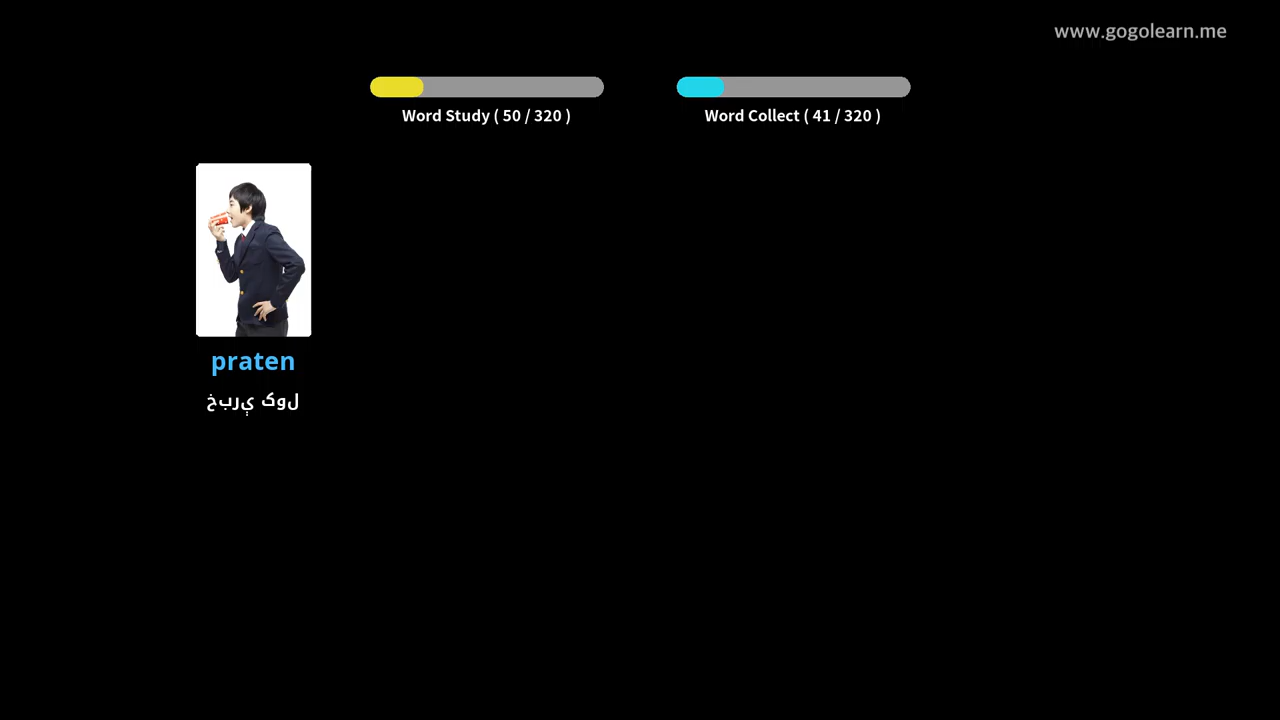 www.gogolearn.me
Word Study ( 50 / 320 )
Word Collect ( 41 / 320 )
praten
خبرې کول